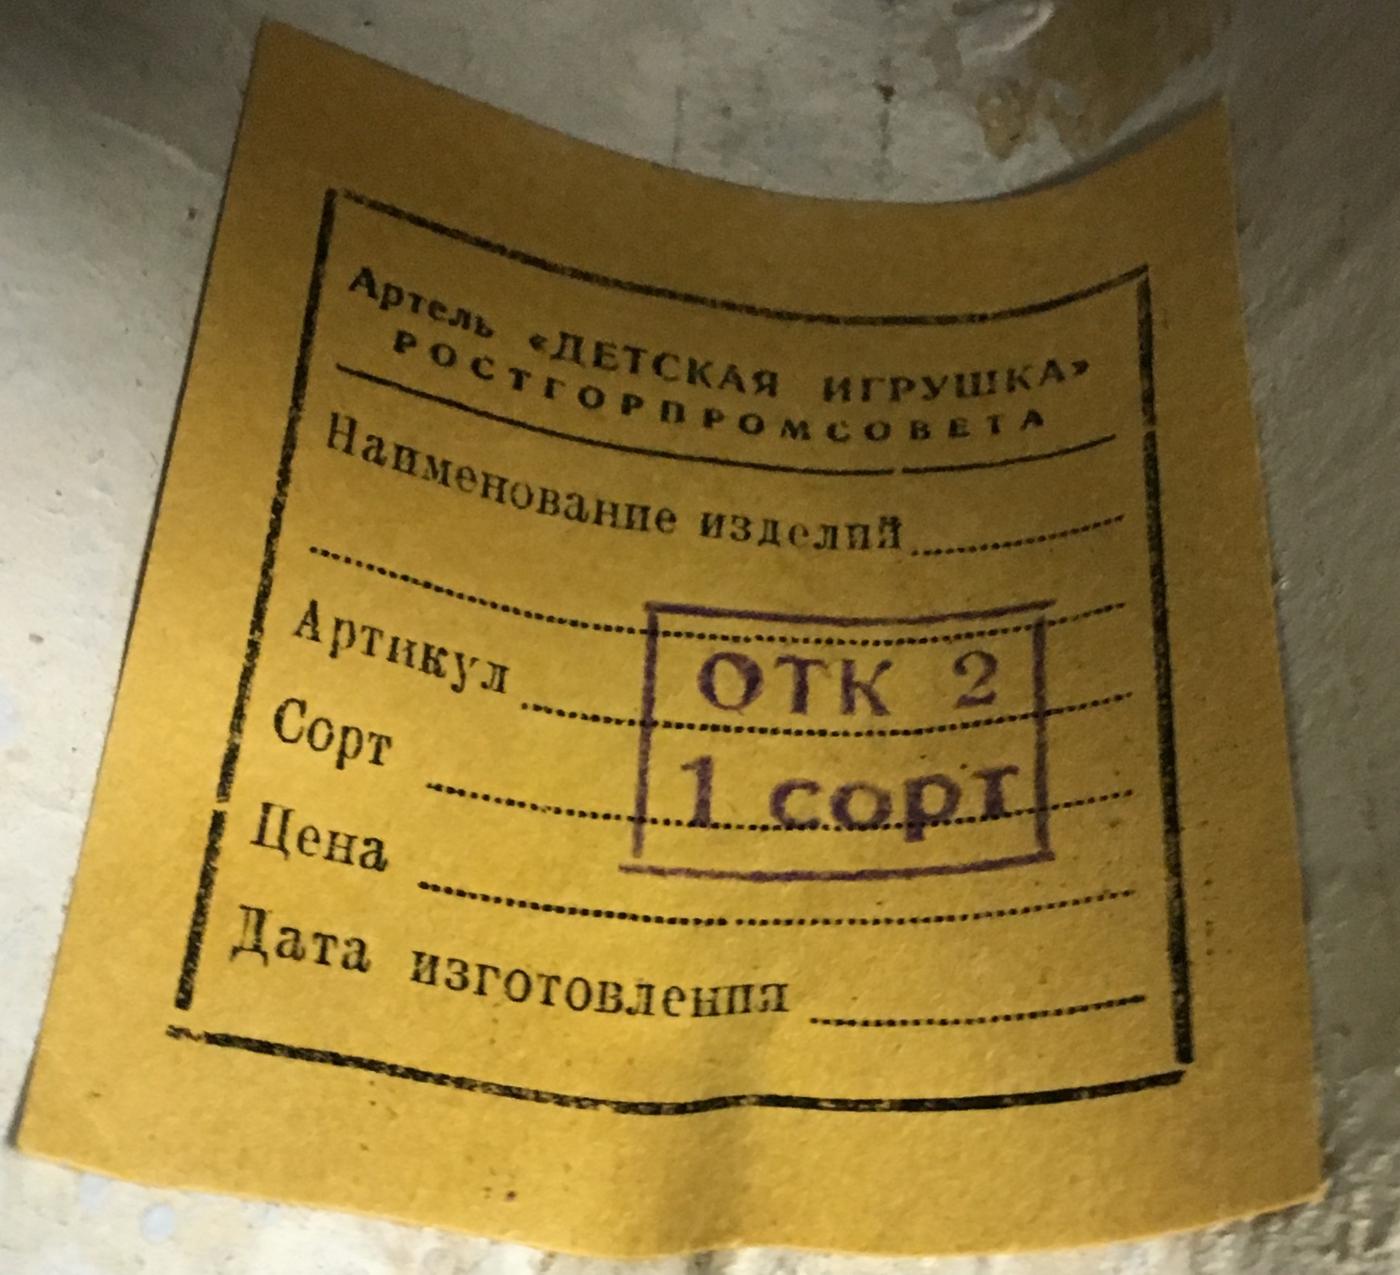 Артель «ДЕТСКАЯ ИГРУШКА»
РОСТГОРПРОМСОВЕТА
Наименование изделий
Артикул
Сорт
Цена
Дата изготовления
ОТК 2
1 сорт